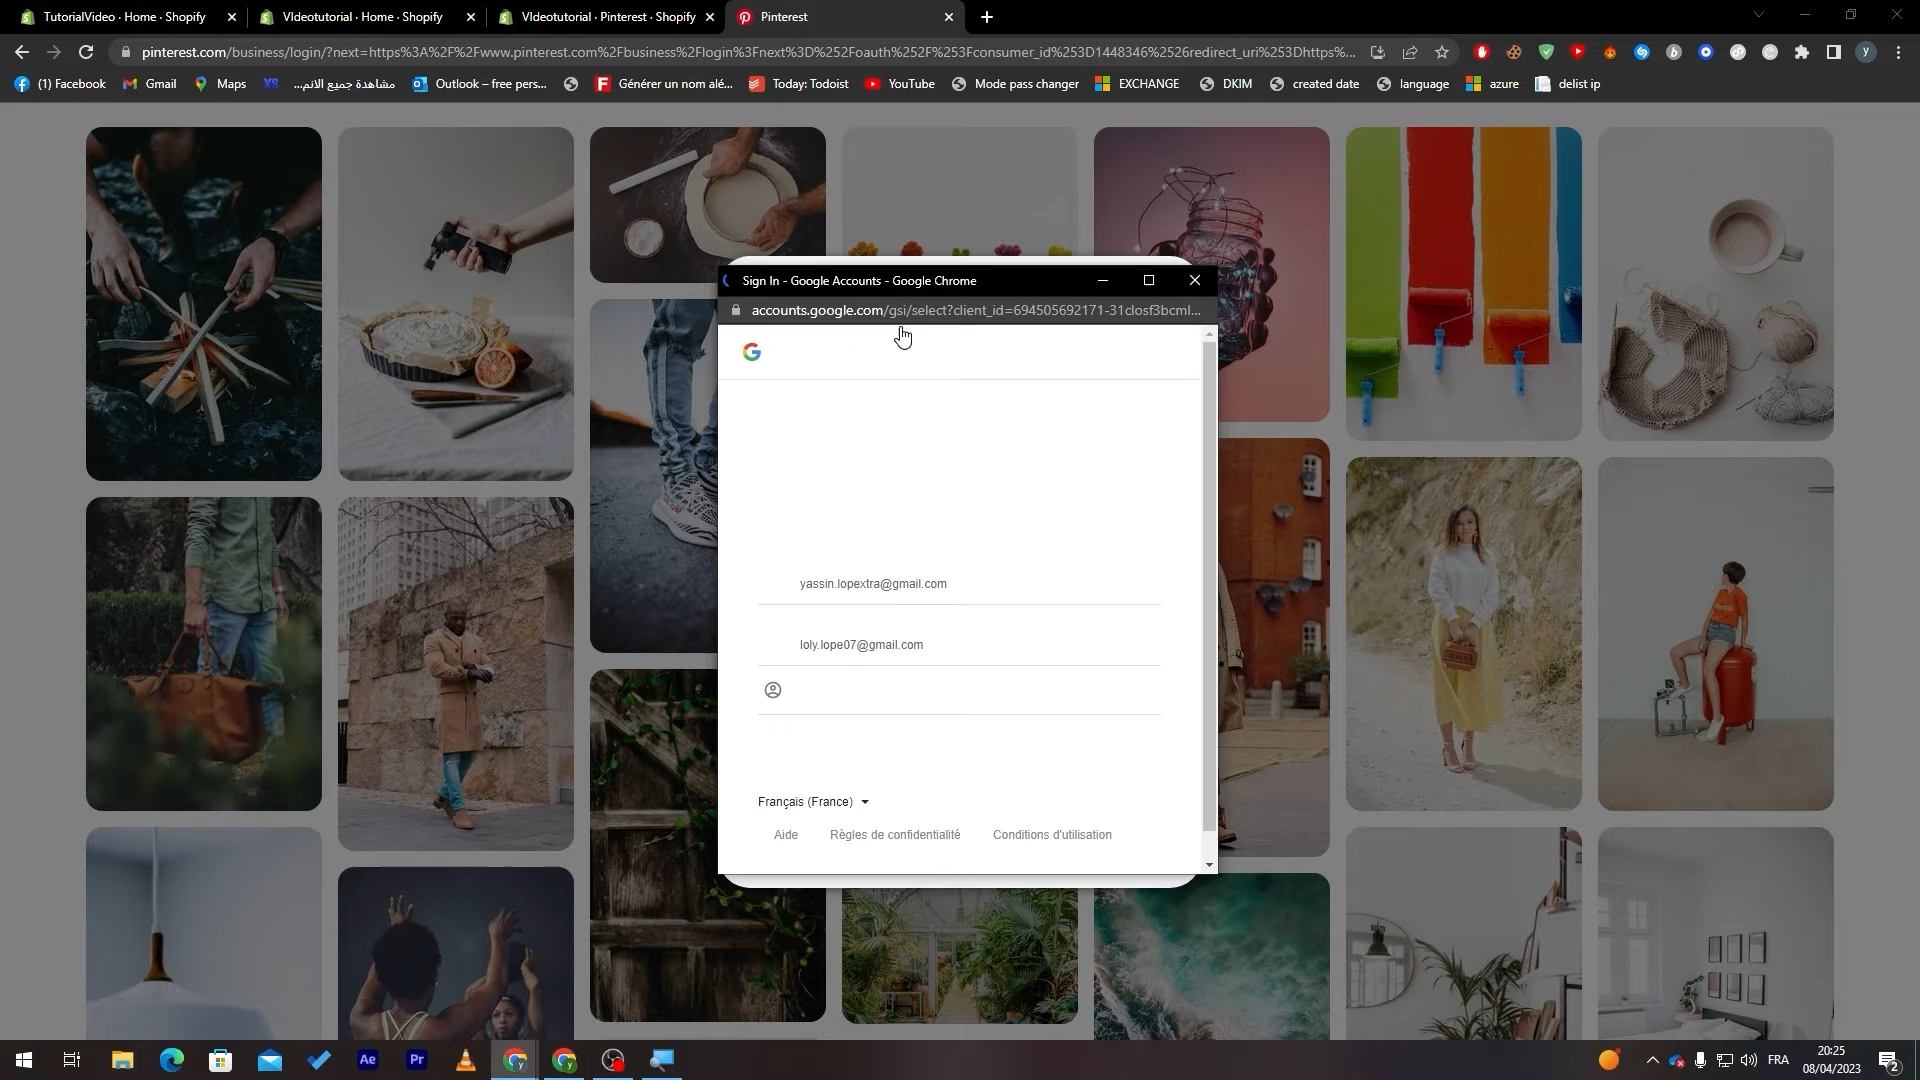 TutorialVideo · Home · Shopify
VIdeotutorial · Home · Shopify
VIdeotutorial · Pinterest · Shopify
Pinterest
pinterest.com/business/login/?next=https%3A%2F%2Fwww.pinterest.com%2Fbusiness%2Flogin%3Fnext%3D%252Foauth%252F%253Fconsumer_id%253D1448346%2526redirect_uri%253Dhttps%...
(1) Facebook
Gmail
Maps
مشاهدة جميع الانم...
Outlook – free pers...
Générer un nom alé...
Today: Todoist
YouTube
Mode pass changer
EXCHANGE
DKIM
created date
language
azure
delist ip
Sign In - Google Accounts - Google Chrome
accounts.google.com/gsi/select?client_id=694505692171-31closf3bcml...
yassin.lopextra@gmail.com
loly.lope07@gmail.com
Français (France)
Aide Règles de confidentialité Conditions d'utilisation
Ae
Pr
FRA
20:25
08/04/2023
2